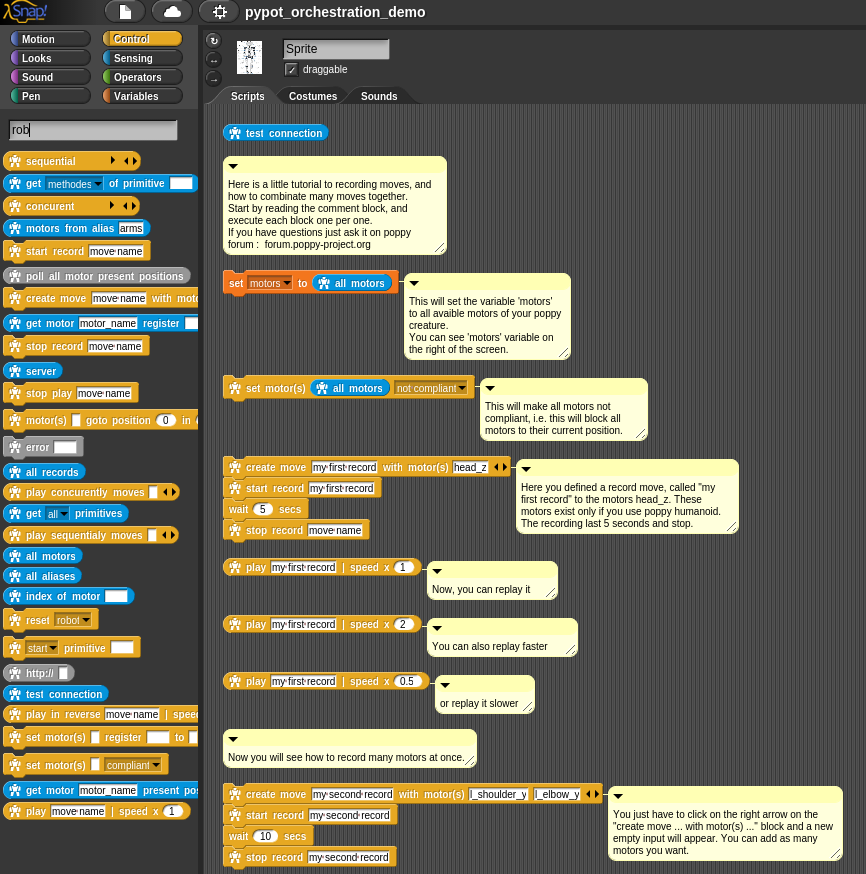 Snap!
pypot_orchestration_demo
Motion
Control
Looks
Sensing
Sound
Operators
Pen
Variables
rob
sequential
get methodes of primitive
concurent
motors from alias arms
start record move name
poll all motor present positions
create move move name with
get motor motor_name register
stop record move name
server
stop play move name
motor(s) goto position 0 in
error
all records
play concurently moves
get all primitives
play sequentialy moves
all motors
all aliases
index of motor
reset robot
start primitive
http://
test connection
play in reverse move name |
set motor(s) register to
set motor(s) compliant
get motor motor_name present
play move name | speed x 1
Sprite
draggable
Scripts
Costumes
Sounds
test connection
Here is a little tutorial to recording moves, and
how to combinate many moves together.
Start by reading the comment block, and
execute each block one per one.
If you have many questions just ask it on poppy
forum : forum.poppy-project.org
set motors to all motors
This will set the variable 'motors'
to all avaible motors of your poppy
creature.
You can see 'motors' variable on
the right of the screen.
set motor(s) all motors not compliant
This will make all motors not
compliant, i.e. this will block all
motors to their current position.
create move my first record with motor(s) head_z
start record my first record
wait 5 secs
stop record move name
Here you defined a record move, called "my
first record" to the motors head_z. These
motors exist only if you use poppy humanoid.
The recording last 5 seconds and stop.
play my first record | speed x 1
Now, you can replay it
play my first record | speed x 2
You can also replay faster
play my first record | speed x 0.5
or replay it slower
Now you will see how to record many motors at once.
create move my second record with motor(s) l_shoulder_y l_elbow_y
start record my second record
wait 10 secs
stop record my second record
You just have to click on the right arrow on the
"create move ... with motor(s) ..." block and a new
empty input will appear. You can add as many
motors you want.